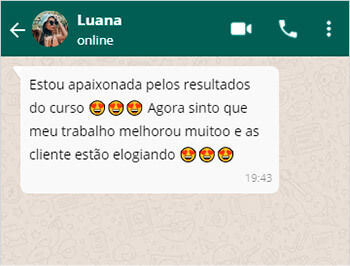 Luana
online
Estou apaixonada pelos resultados
do curso 🤩🤩🤩 Agora sinto que
meu trabalho melhorou muitoo e as
cliente estão elogiando 🤩🤩🤩
19:43